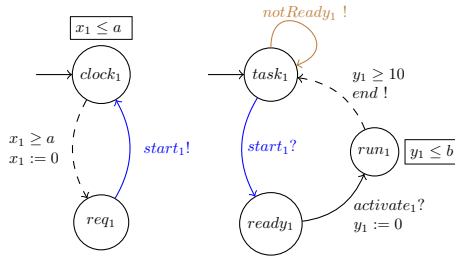 x₁ ≤ a
clock₁
x₁ ≥ a
x₁ := 0
start₁!
req₁
notReady₁ !
task₁
y₁ ≥ 10
end !
start₁?
run₁
y₁ ≤ b
activate₁?
y₁ := 0
ready₁